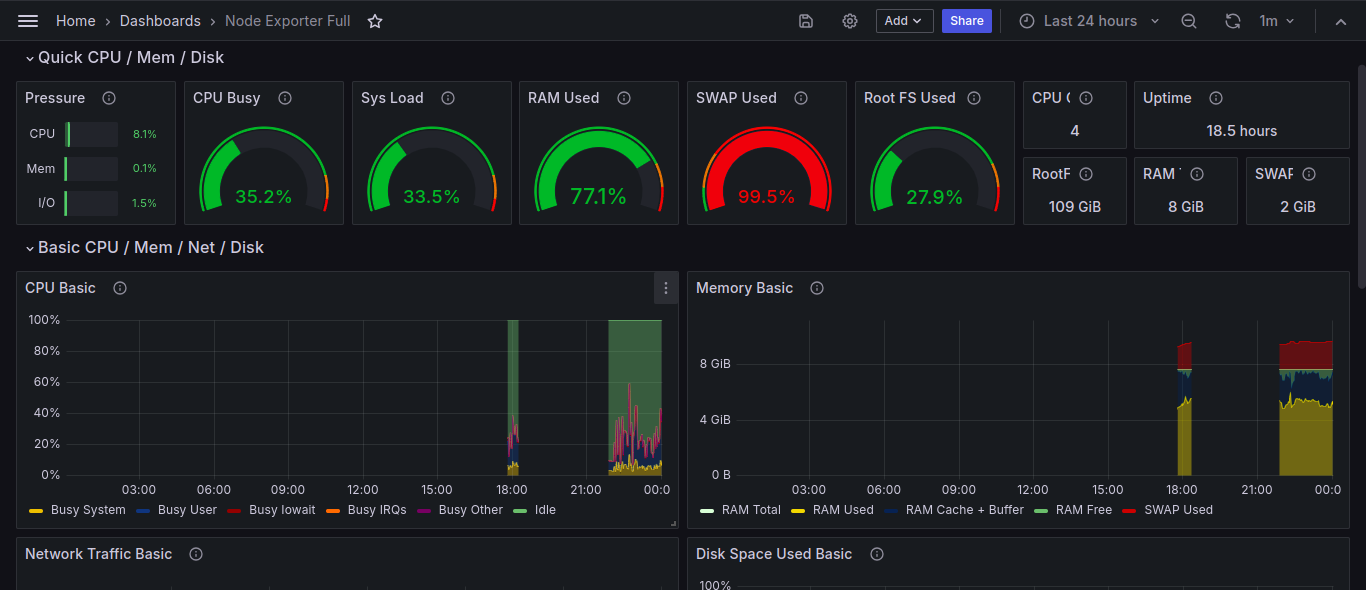 Home › Dashboards › Node Exporter Full Add Share Last 24 hours 1m
Quick CPU / Mem / Disk
Pressure CPU Busy Sys Load RAM Used SWAP Used Root FS Used CPU Uptime
CPU 8.1%
Mem 0.1%
I/O 1.5%
35.2% 33.5% 77.1% 99.5% 27.9%
4 18.5 hours
RootF RAM SWAP
109 GiB 8 GiB 2 GiB
Basic CPU / Mem / Net / Disk
CPU Basic
100%
80%
60%
40%
20%
0%
03:00 06:00 09:00 12:00 15:00 18:00 21:00 00:0
Busy System Busy User Busy Iowait Busy IRQs Busy Other Idle
Memory Basic
8 GiB
4 GiB
0 B
03:00 06:00 09:00 12:00 15:00 18:00 21:00 00:0
RAM Total RAM Used RAM Cache + Buffer RAM Free SWAP Used
Network Traffic Basic
Disk Space Used Basic
100%